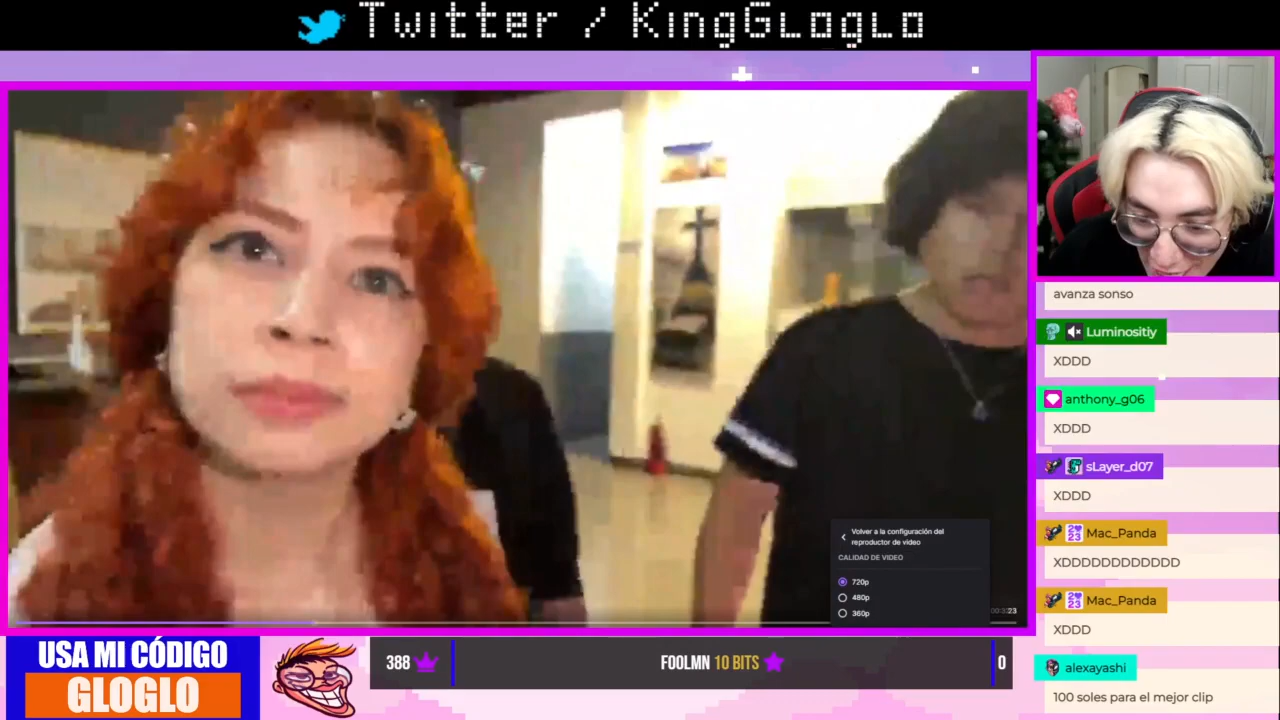 Twitter / KingGloglo
avanza sonso
Luminositiy
XDDD
anthony_g06
XDDD
sLayer_d07
XDDD
Mac_Panda
XDDDDDDDDDDDD
Mac_Panda
XDDD
alexayashi
100 soles para el mejor clip
Volver a la configuración del
reproductor de video
CALIDAD DE VIDEO
720p
480p
360p
USA MI CÓDIGO
GLOGLO
388
FOOLMN 10 BITS
0